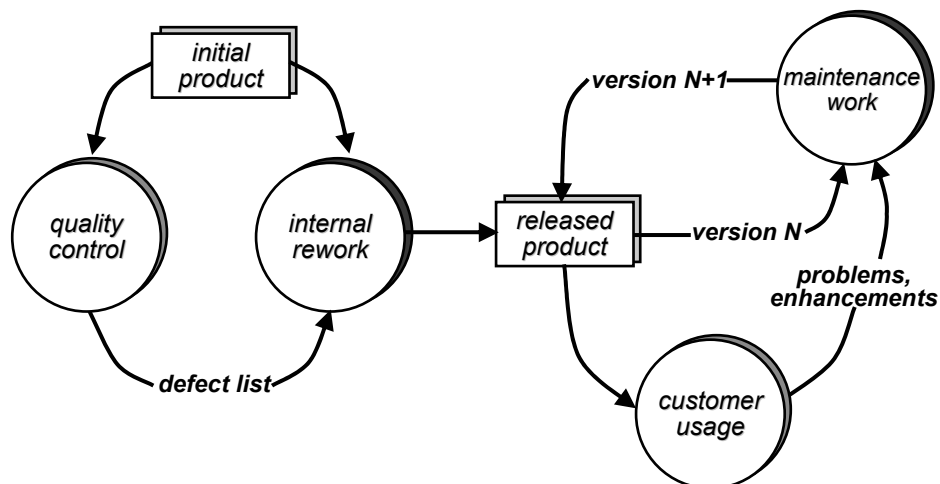 initial
product
version N+1
maintenance
work
quality
control
internal
rework
released
product
version N
problems,
enhancements
defect list
customer
usage